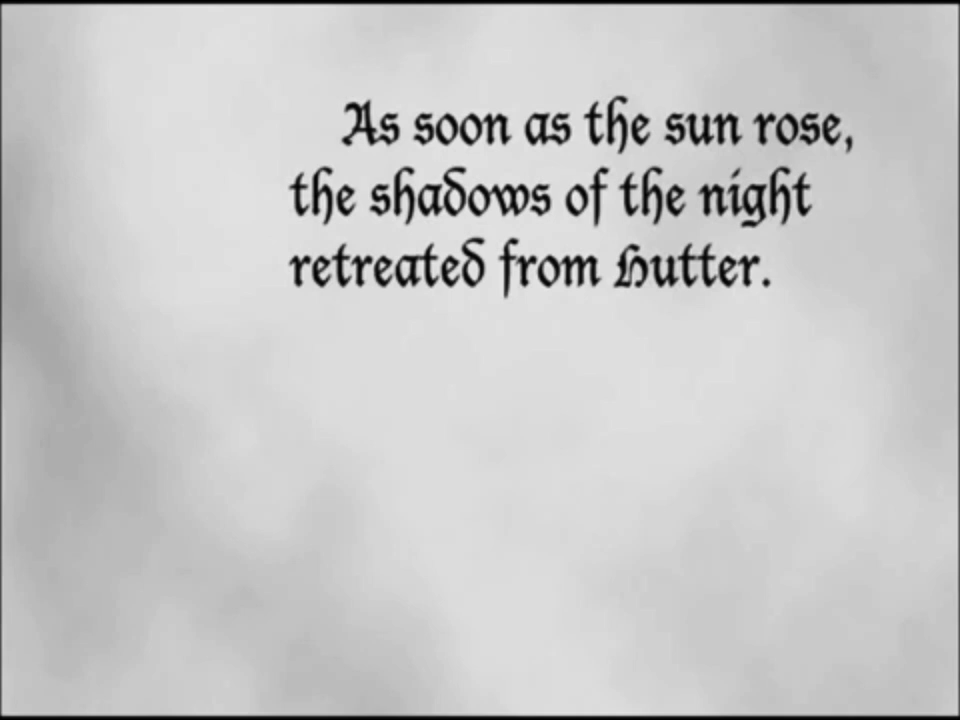 As soon as the sun rose,
the shadows of the night
retreated from Hutter.